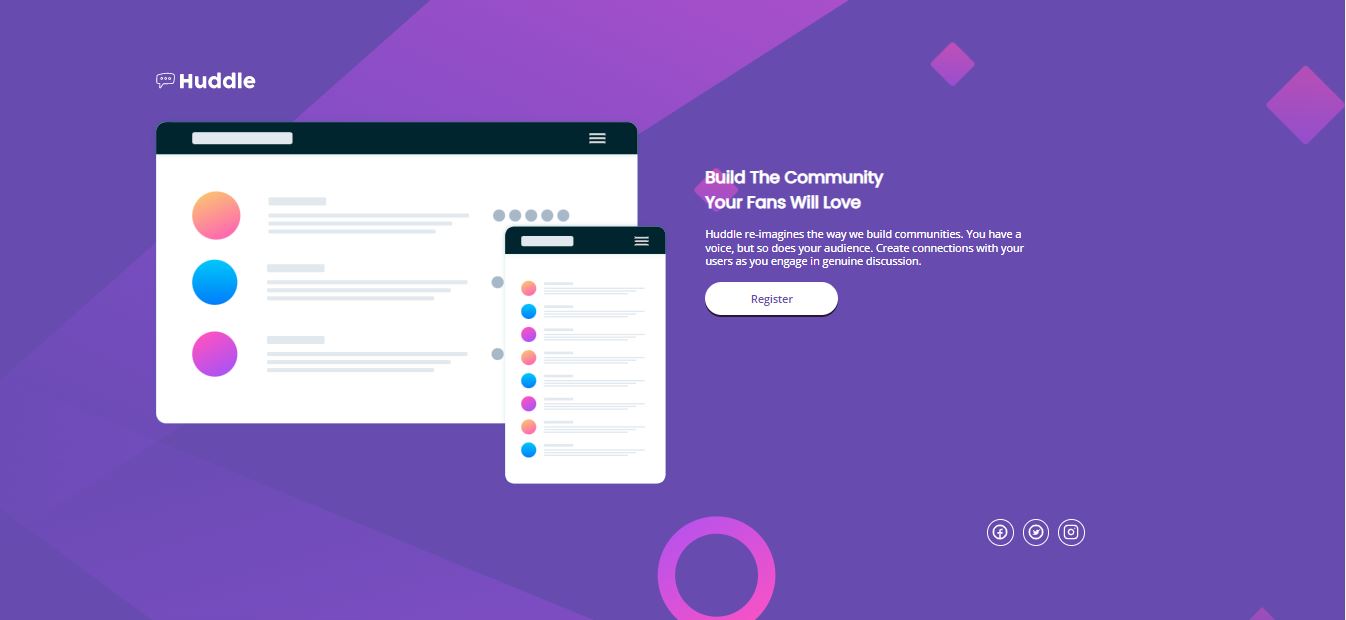 Huddle
Build The Community
Your Fans Will Love
Huddle re-imagines the way we build communities. You have a
voice, but so does your audience. Create connections with your
users as you engage in genuine discussion.
Register